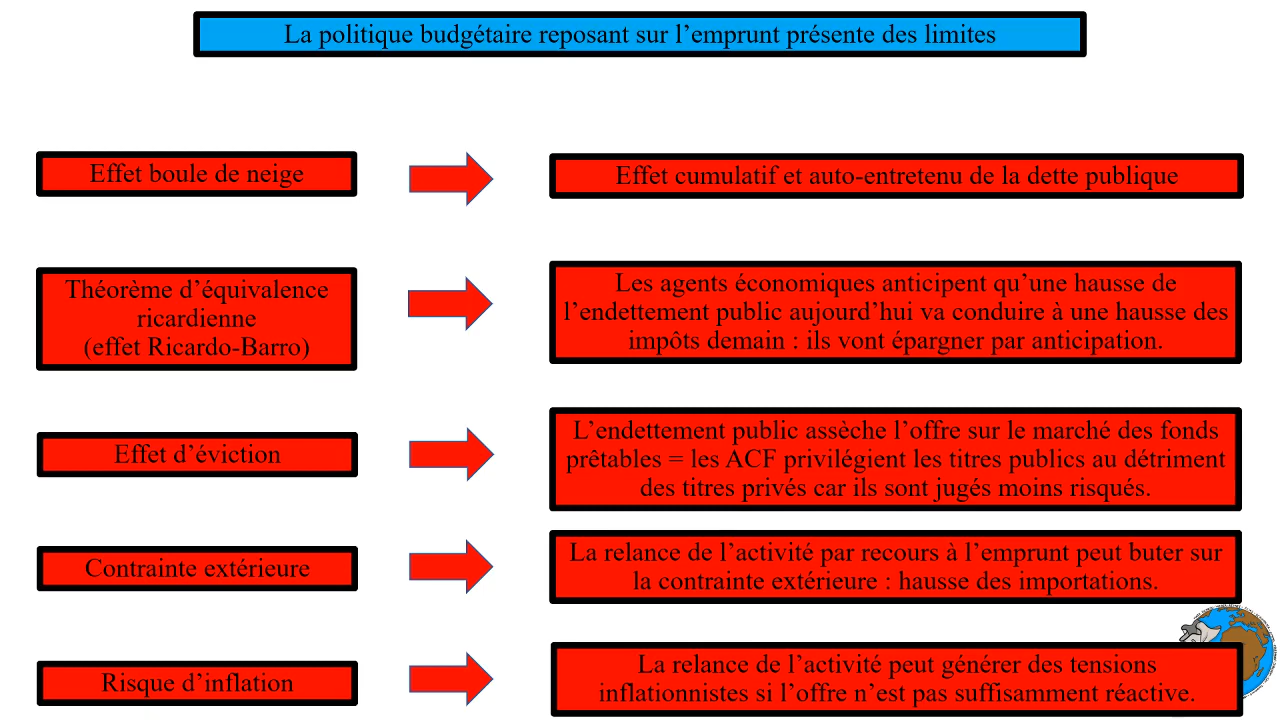 La politique budgétaire reposant sur l’emprunt présente des limites
Effet boule de neige
Effet cumulatif et auto-entretenu de la dette publique
Théorème d’équivalence
ricardienne
(effet Ricardo-Barro)
Les agents économiques anticipent qu’une hausse de
l’endettement public aujourd’hui va conduire à une hausse des
impôts demain : ils vont épargner par anticipation.
Effet d’éviction
L’endettement public assèche l’offre sur le marché des fonds
prêtables = les ACF privilégient les titres publics au détriment
des titres privés car ils sont jugés moins risqués.
Contrainte extérieure
La relance de l’activité par recours à l’emprunt peut buter sur
la contrainte extérieure : hausse des importations.
Risque d’inflation
La relance de l’activité peut générer des tensions
inflationnistes si l’offre n’est pas suffisamment réactive.